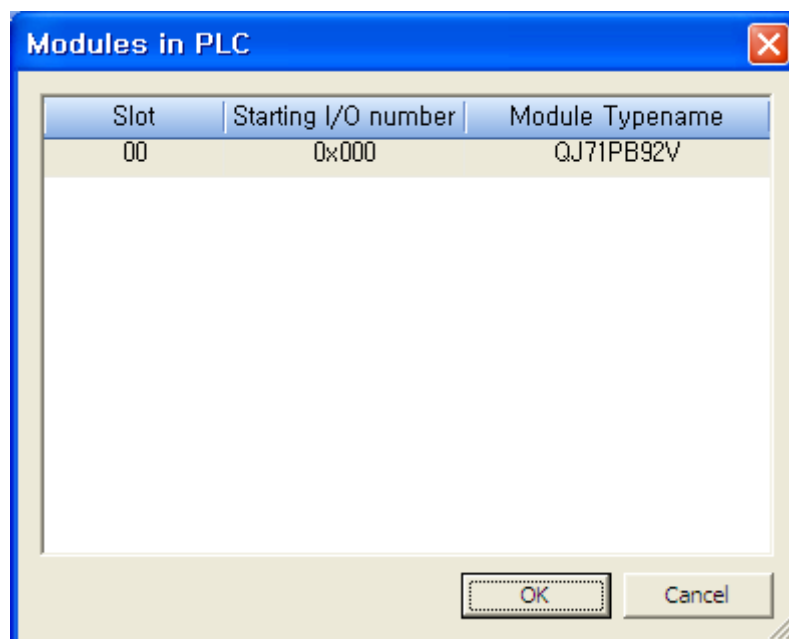 Modules in PLC
Slot Starting I/O number Module Typename
00 0x000 QJ71PB92V
OK Cancel